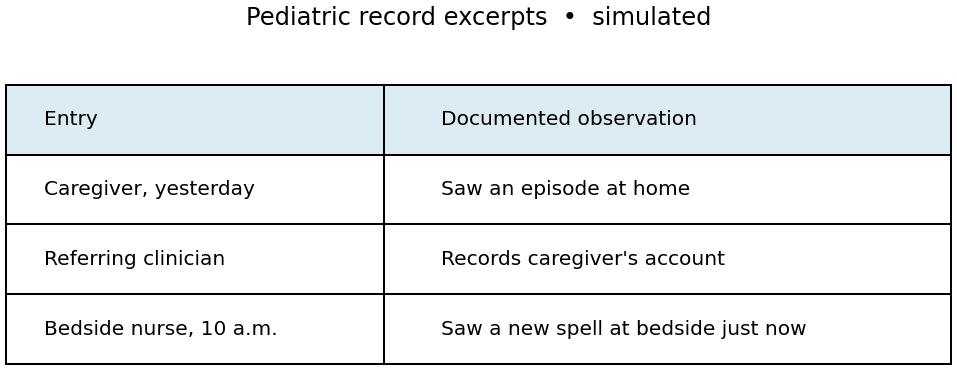 Pediatric record excerpts • simulated
Entry Documented observation
Caregiver, yesterday Saw an episode at home
Referring clinician Records caregiver's account
Bedside nurse, 10 a.m. Saw a new spell at bedside just now